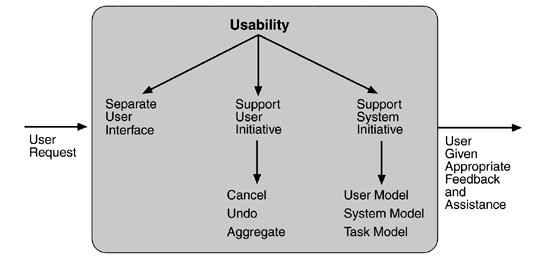 Usability
Separate
User
Interface
Support
User
Initiative
Support
System
Initiative
User
Request
User
Given
Appropriate
Feedback
and
Assistance
Cancel
Undo
Aggregate
User Model
System Model
Task Model